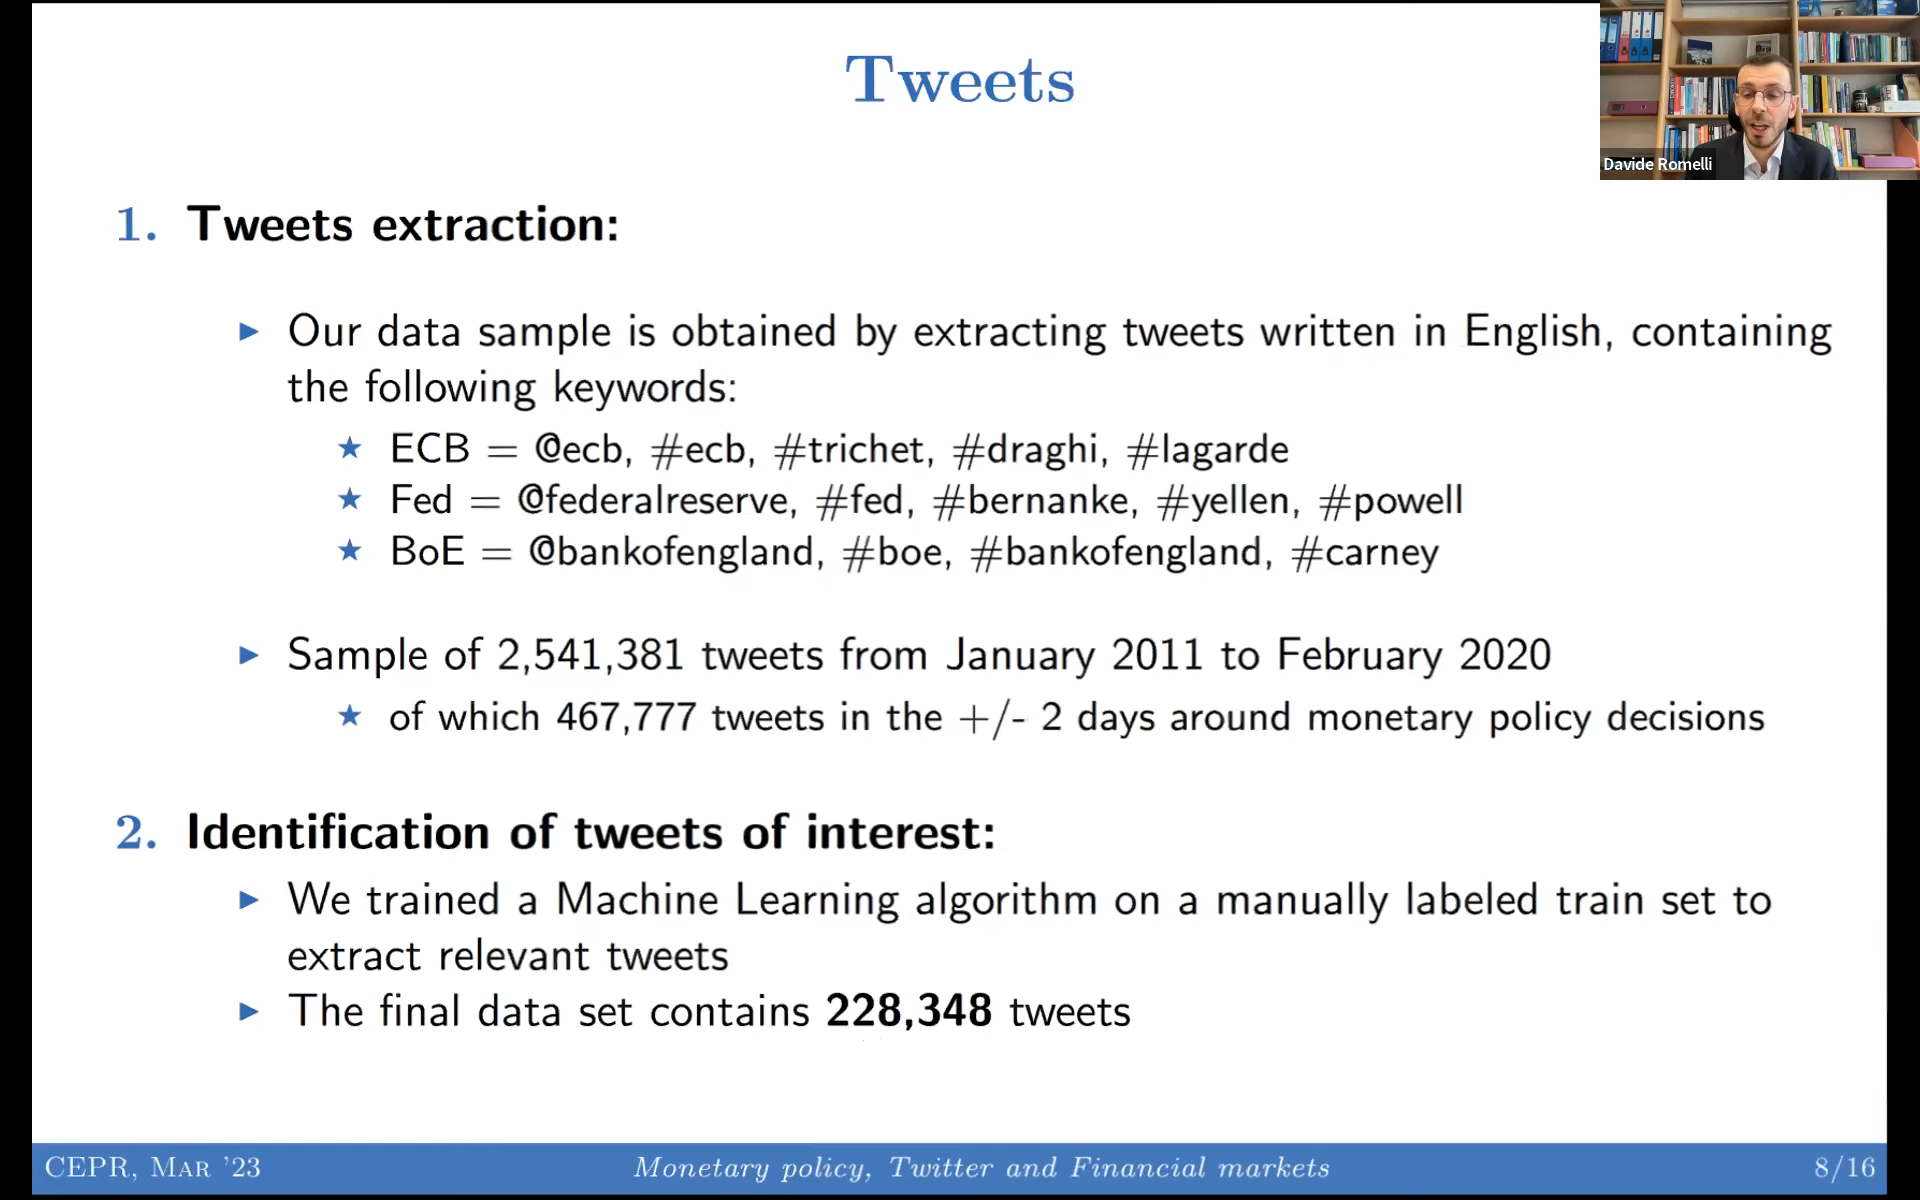 Tweets
Davide Romelli
1. Tweets extraction:
▶ Our data sample is obtained by extracting tweets written in English, containing
the following keywords:
★ ECB = @ecb, #ecb, #trichet, #draghi, #lagarde
★ Fed = @federalreserve, #fed, #bernanke, #yellen, #powell
★ BoE = @bankofengland, #boe, #bankofengland, #carney
▶ Sample of 2,541,381 tweets from January 2011 to February 2020
★ of which 467,777 tweets in the +/- 2 days around monetary policy decisions
2. Identification of tweets of interest:
▶ We trained a Machine Learning algorithm on a manually labeled train set to
extract relevant tweets
▶ The final data set contains 228,348 tweets
CEPR, Mar '23 Monetary policy, Twitter and Financial markets 8/16